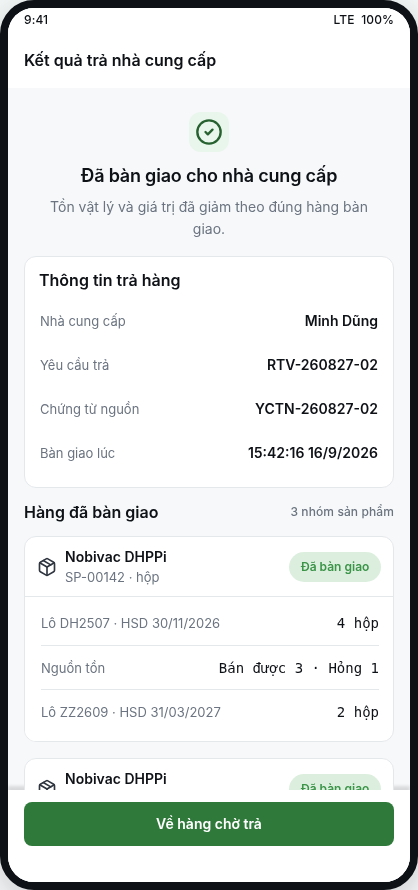 9:41
LTE 100%
Kết quả trả nhà cung cấp
Đã bàn giao cho nhà cung cấp
Tồn vật lý và giá trị đã giảm theo đúng hàng bàn
giao.
Thông tin trả hàng
Nhà cung cấp
Minh Dũng
Yêu cầu trả
RTV-260827-02
Chứng từ nguồn
YCTN-260827-02
Bàn giao lúc
15:42:16 16/9/2026
Hàng đã bàn giao
3 nhóm sản phẩm
Nobivac DHPPi
SP-00142 · hộp
Đã bàn giao
Lô DH2507 · HSD 30/11/2026
4 hộp
Nguồn tồn
Bán được 3 · Hỏng 1
Lô ZZ2609 · HSD 31/03/2027
2 hộp
Nobivac DHPPi
Đã bàn giao
Về hàng chờ trả